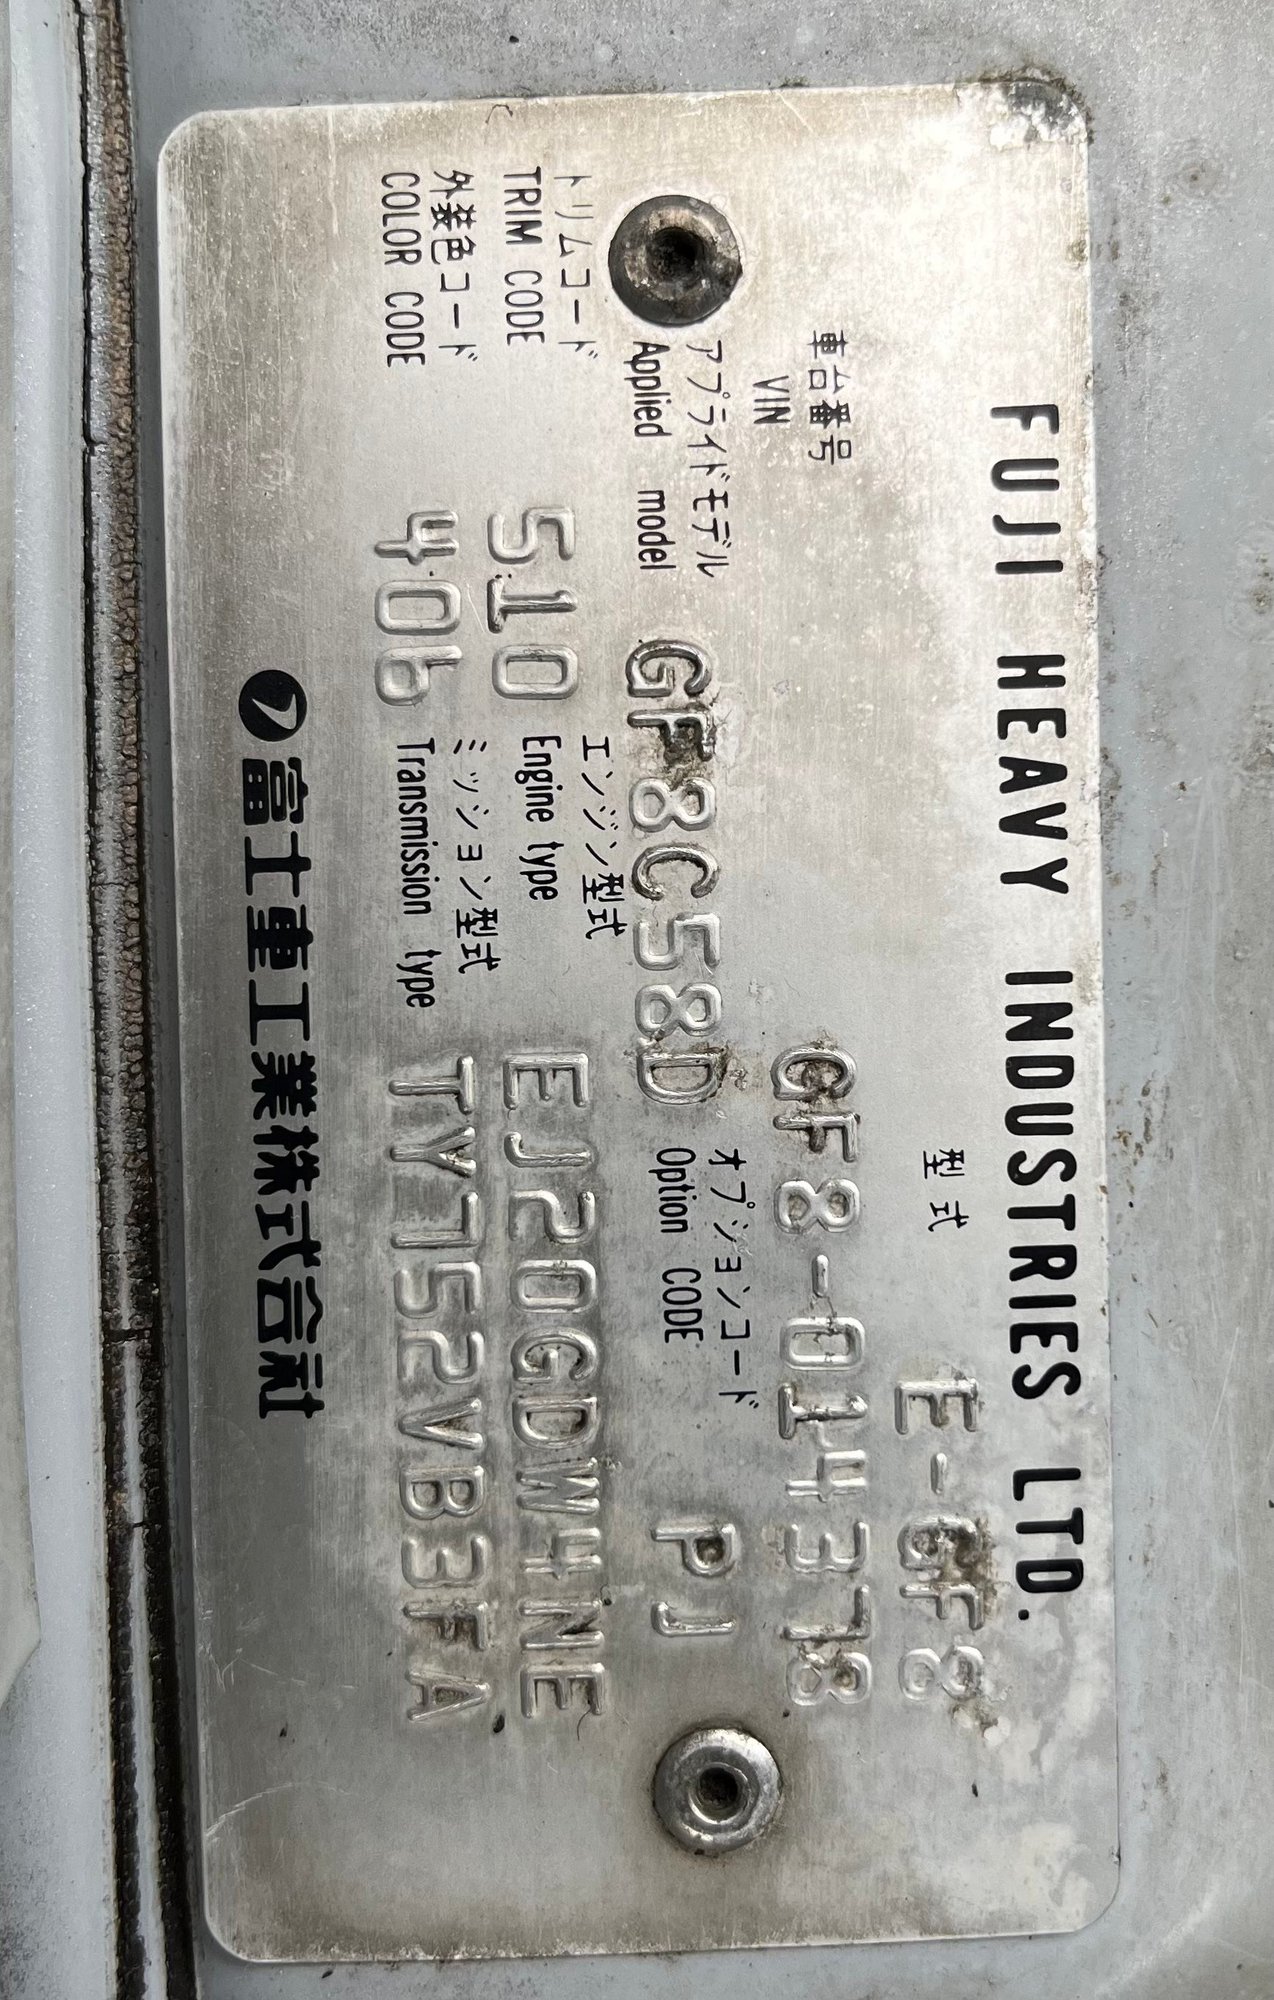 FUJI HEAVY INDUSTRIES LTD.
型式 E-GF8
車台番号
VIN GF8-014378
アプライドモデル オプションコード
Applied model GF8C58D Option CODE PJ
トリムコード エンジン型式
TRIM CODE 510 Engine type EJ20GDW4NE
外装色コード ミッション型式
COLOR CODE 406 Transmission type TY752VB3FA
富士重工業株式会社